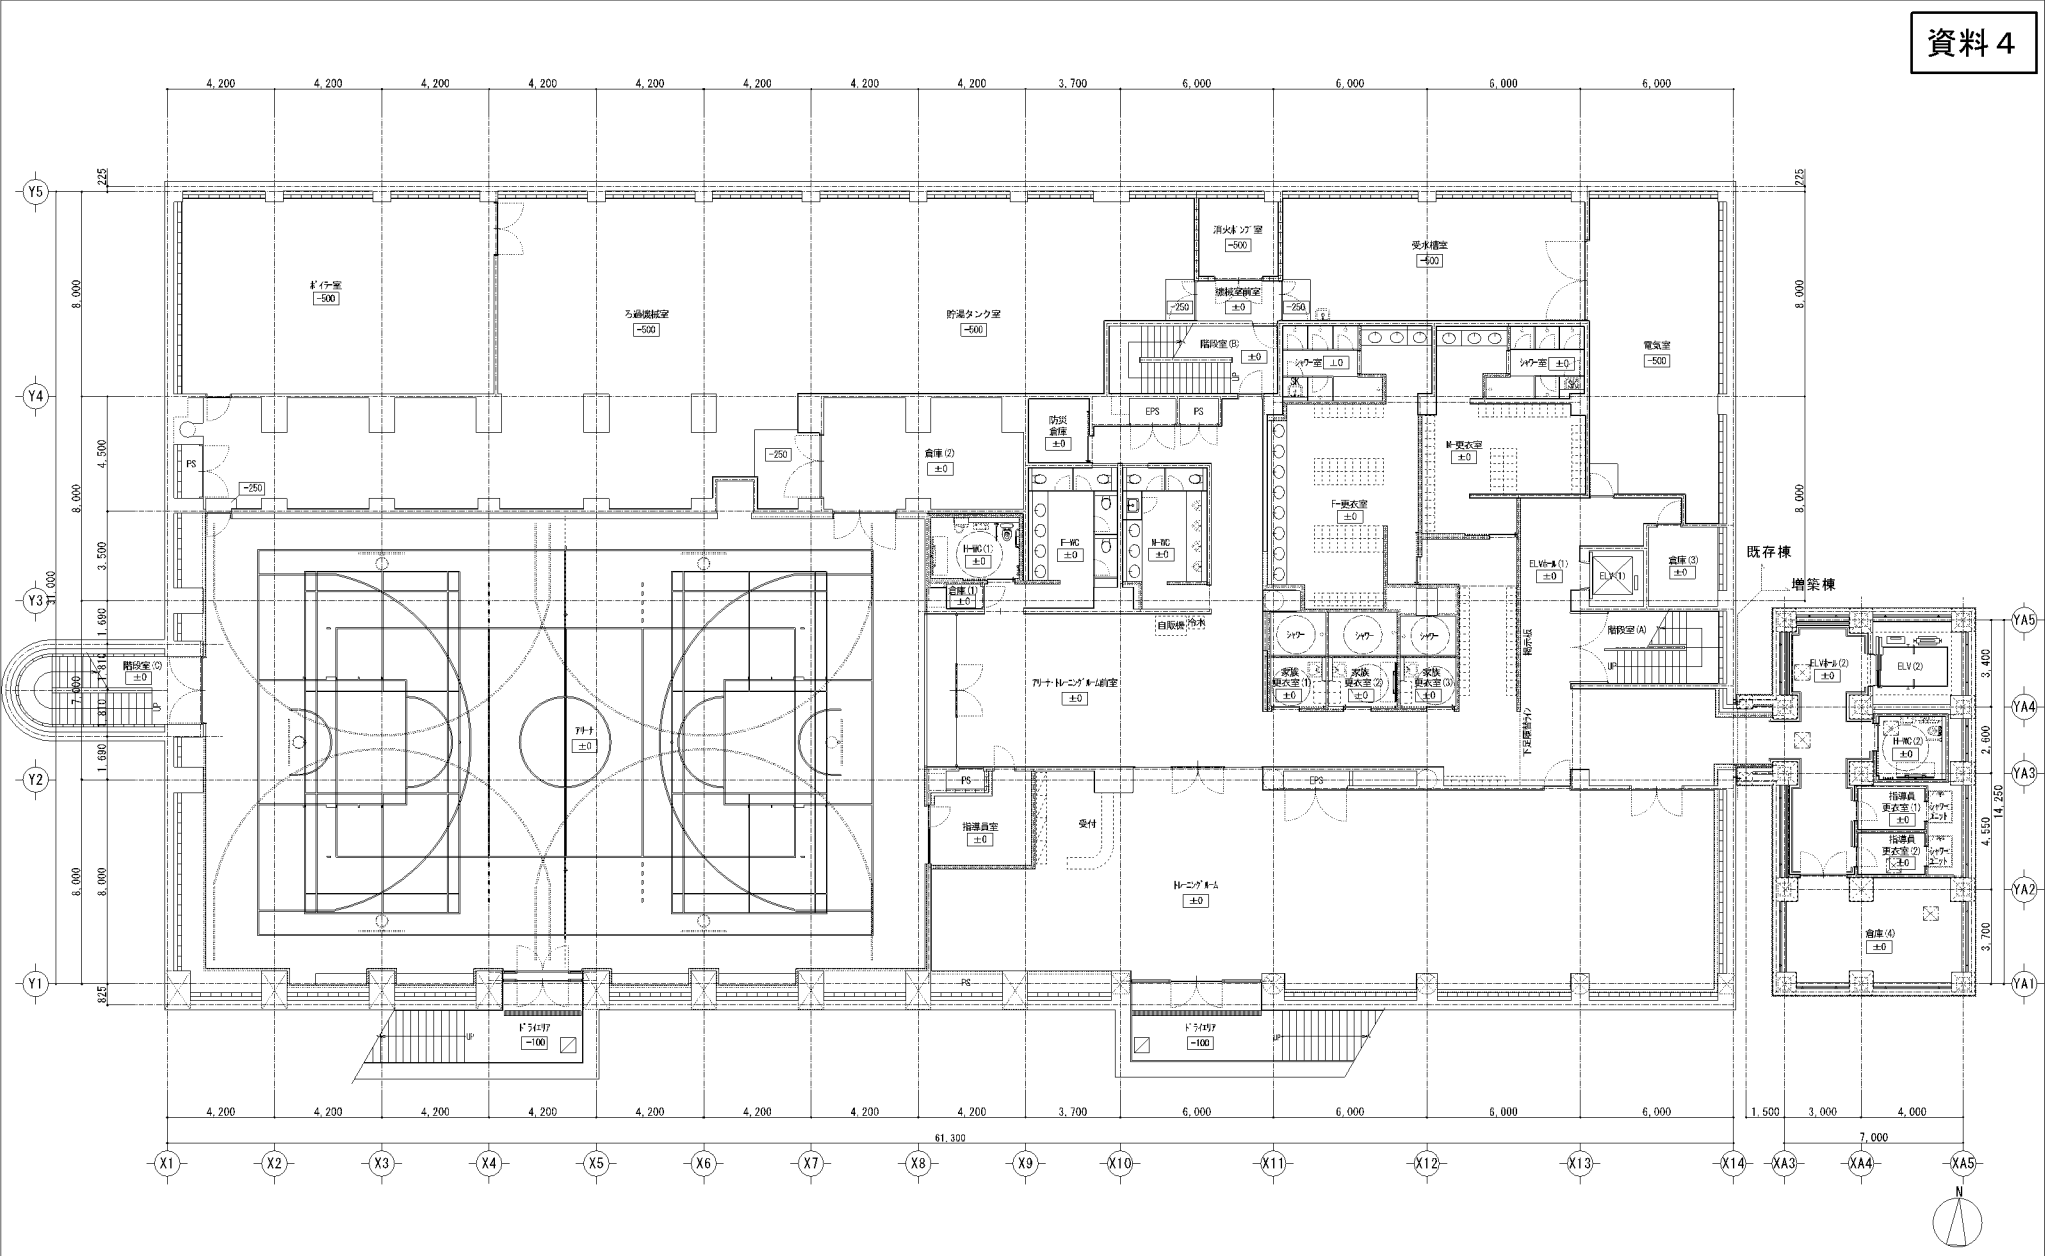 資料４
4,200
4,200
4,200
4,200
4,200
4,200
4,200
4,200
3,700
6,000
6,000
6,000
6,000
225
225
Y5
Y4
Y3
Y2
Y1
8,000
4,500
8,000
3,500
31,000
1,690
1,810
7,000
1,810
1,690
8,000
8,000
825
8,000
8,000
ﾎﾞｲﾗｰ室
-500
ろ過機械室
-500
貯湯タンク室
-500
消火ﾎﾟﾝﾌﾟ室
-500
受水槽室
-500
機械室前室
±0
-250
-250
階段室(B)
±0
UP
ｼｬﾜｰ室
±0
SK
ｼｬﾜｰ室
±0
SK
電気室
-500
PS
-250
-250
倉庫(2)
±0
防災
倉庫
±0
EPS
PS
M-更衣室
±0
F-更衣室
±0
H-WC(1)
±0
F-WC
±0
M-WC
±0
倉庫(1)
±0
自販機
冷水
ELVﾎｰﾙ(1)
±0
ELV(1)
倉庫(3)
±0
既存棟
増築棟
階段室(A)
UP
掲示板
ｼｬﾜｰ
ｼｬﾜｰ
ｼｬﾜｰ
家族
更衣室(1)
±0
家族
更衣室(2)
±0
家族
更衣室(3)
±0
下足履替ライン
階段室(C)
±0
UP
ｱﾘｰﾅ
±0
ｱﾘｰﾅ・ﾄﾚｰﾆﾝｸﾞﾙｰﾑ前室
±0
PS
指導員室
±0
受付
EPS
ﾄﾚｰﾆﾝｸﾞﾙｰﾑ
±0
PS
ﾄﾞﾗｲｴﾘｱ
-100
UP
ﾄﾞﾗｲｴﾘｱ
-100
UP
ELVﾎｰﾙ(2)
±0
ELV(2)
H-WC(2)
±0
指導員
更衣室(1)
±0
ｼｬﾜｰ
ﾕﾆｯﾄ
指導員
更衣室(2)
±0
ｼｬﾜｰ
ﾕﾆｯﾄ
倉庫(4)
±0
YA5
YA4
YA3
YA2
YA1
3,400
2,600
14,250
4,550
3,700
4,200
4,200
4,200
4,200
4,200
4,200
4,200
4,200
3,700
6,000
6,000
6,000
6,000
1,500
3,000
4,000
61,300
7,000
X1
X2
X3
X4
X5
X6
X7
X8
X9
X10
X11
X12
X13
X14
XA3
XA4
XA5
N